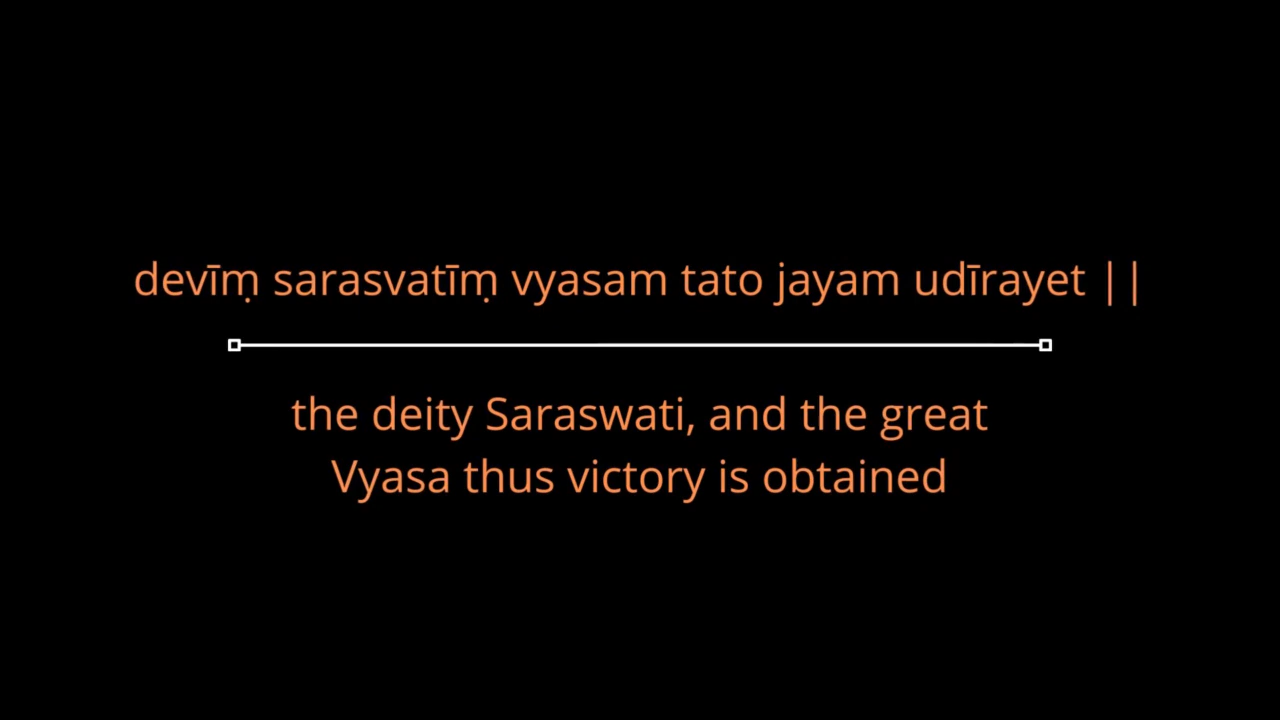 devīṃ sarasvatīṃ vyasam tato jayam udīrayet ||
the deity Saraswati, and the great
Vyasa thus victory is obtained